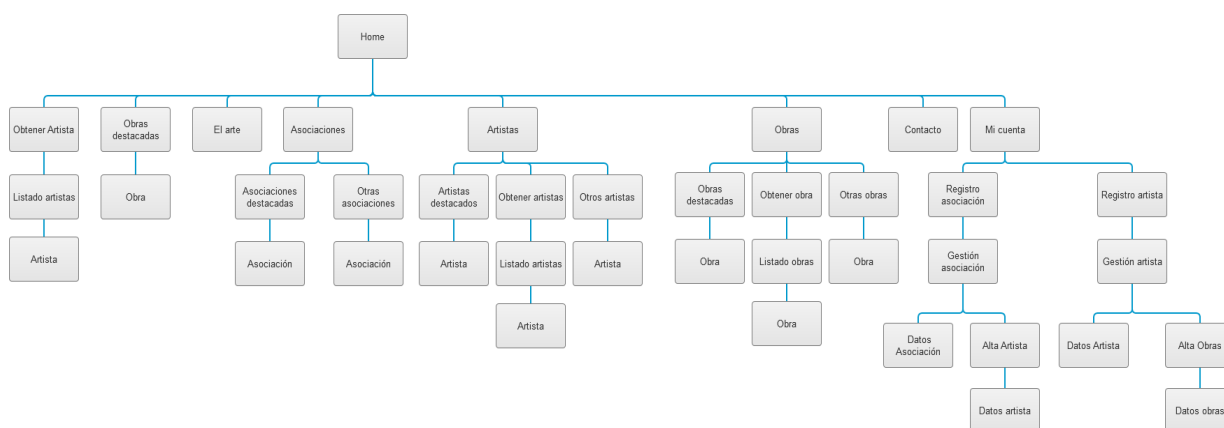 Home
Obtener Artista
Obras
destacadas
El arte
Asociaciones
Artistas
Obras
Contacto
Mi cuenta
Listado artistas
Obra
Asociaciones
destacadas
Otras
asociaciones
Artistas
destacados
Obtener artistas
Otros artistas
Obras
destacadas
Obtener obra
Otras obras
Registro
asociación
Registro artista
Artista
Asociación
Asociación
Artista
Listado artistas
Artista
Obra
Listado obras
Obra
Gestión
asociación
Gestión artista
Artista
Obra
Datos
Asociación
Alta Artista
Datos Artista
Alta Obras
Datos artista
Datos obras